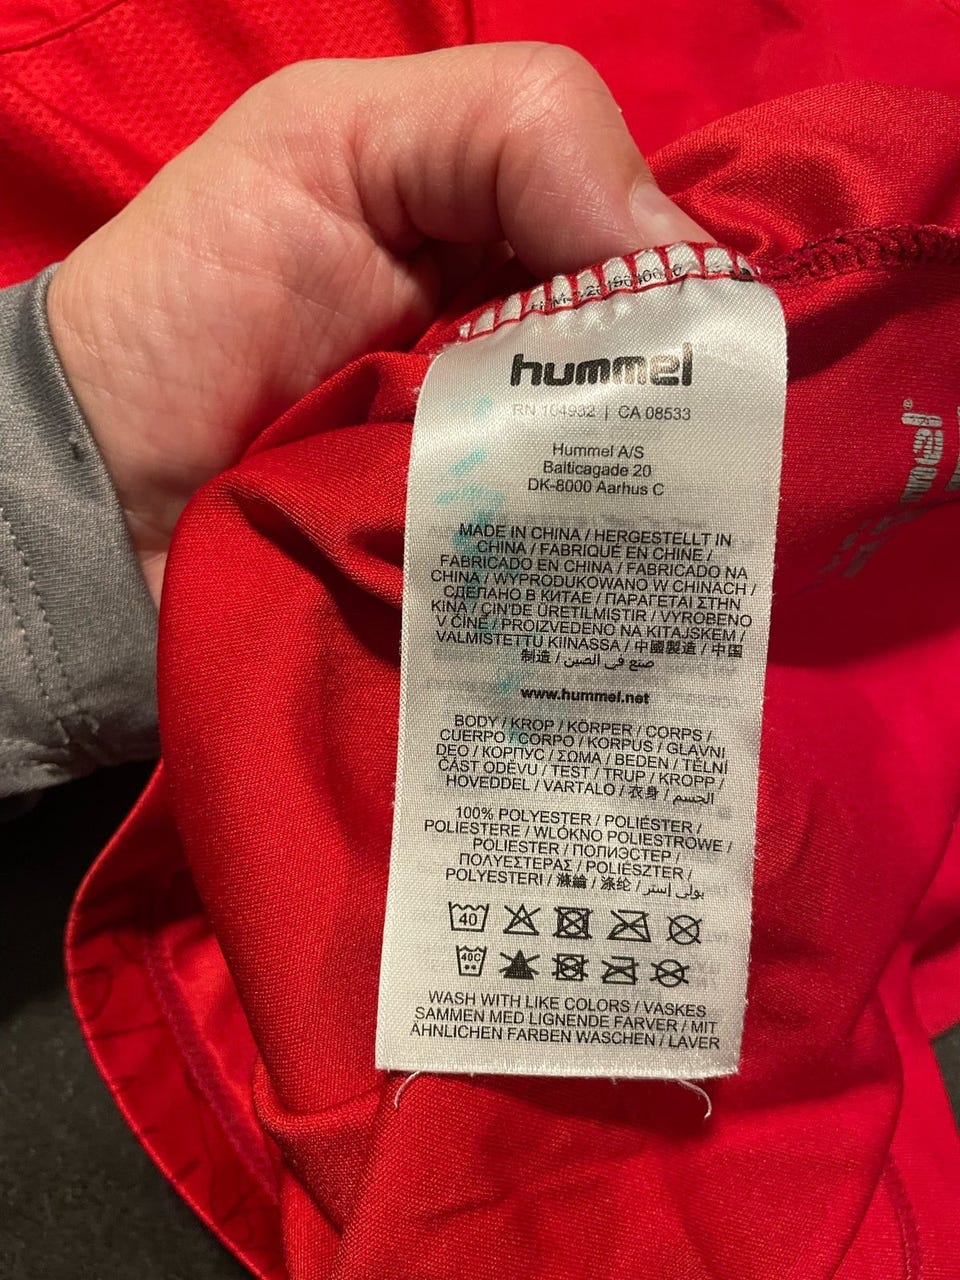 hummel
RN 104932 | CA 08533
Hummel A/S
Balticagade 20
DK-8000 Aarhus C
MADE IN CHINA / HERGESTELLT IN
CHINA / FABRIQUÉ EN CHINE /
FABRICADO EN CHINA / FABRICADO NA
CHINA / WYPRODUKOWANO W CHINACH /
СДЕЛАНО В КИТАЕ / ΠΑΡΑΓΕΤΑΙ ΣΤΗΝ
ΚΙΝΑ / ÇIN'DE ÜRETILMIŞTIR / VYROBENO
V ČÍNĚ / PROIZVEDENO NA KITAJSKEM /
VALMISTETTU KIINASSA / 中國製造 / 中国
制造 / صنع في الصين
www.hummel.net
BODY / KROP / KÖRPER / CORPS /
CUERPO / CORPO / KORPUS / GLAVNI
DEO / КОРПУС / ΣΩΜΑ / BEDEN / TĚLNÍ
ČÁST ODĚVU / TEST / TRUP / KROPP /
HOVEDDEL / VARTALO / 衣身 / الجسم
100% POLYESTER / POLIÉSTER /
POLIESTERE / WŁÓKNO POLIESTROWE /
POLIESTER / ПОЛИЭСТЕР /
ΠΟΛΥΕΣΤΕΡΑΣ / POLIÉSZTER /
POLYESTERI / 滌綸 / 涤纶 / بولي إستر
40
40C
WASH WITH LIKE COLORS / VASKES
SAMMEN MED LIGNENDE FARVER / MIT
ÄHNLICHEN FARBEN WASCHEN / LAVER